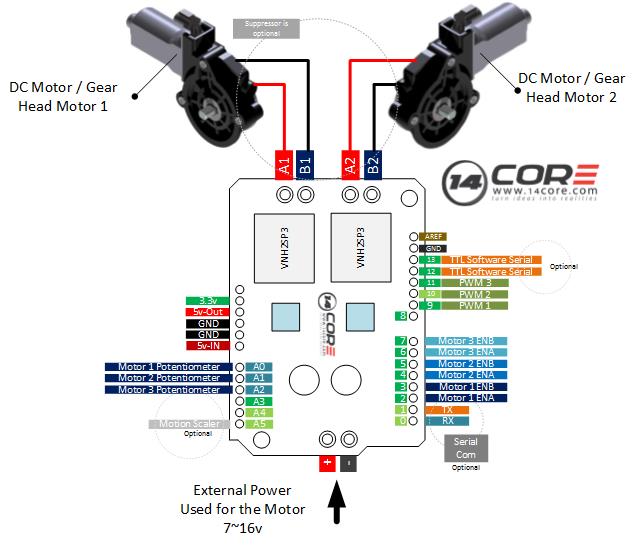 Suppressor is
optional
DC Motor / Gear
Head Motor 1
DC Motor / Gear
Head Motor 2
A1
B1
A2
B2
14 CORE
www.14core.com
turn ideas into realities
VNH2SP3
VNH2SP3
AREF
GND
13 TTL Software Serial
12 TTL Software Serial
Optional
11 PWM 3
10 PWM 2
9 PWM 1
8
3.3v
5v-Out
GND
GND
5v-IN
14 CORE
www.14core.com
7 Motor 3 ENB
6 Motor 3 ENA
5 Motor 2 ENB
4 Motor 2 ENA
3 Motor 1 ENB
2 Motor 1 ENA
1 TX
0 RX
Motor 1 Potentiometer A0
Motor 2 Potentiometer A1
Motor 3 Potentiometer A2
A3
A4
Motion Scaler A5
Optional
Serial
Com
Optional
+ -
External Power
Used for the Motor
7~16v